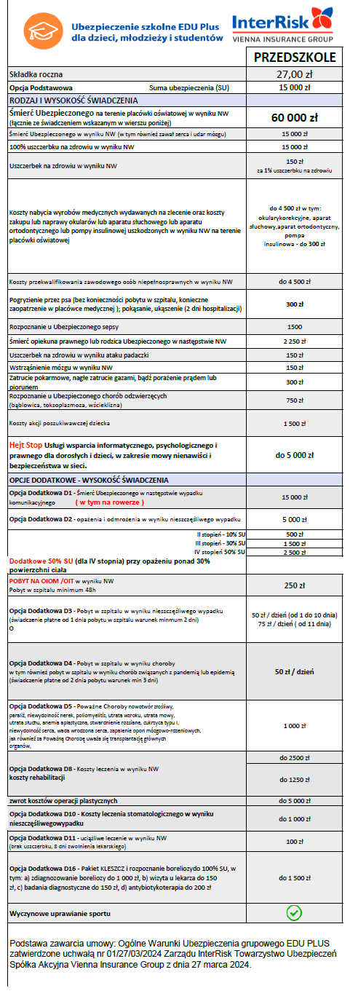 Ubezpieczenie szkolne EDU Plus
dla dzieci, młodzieży i studentów
InterRisk
VIENNA INSURANCE GROUP
PRZEDSZKOLE
Składka roczna 27,00 zł
Opcja Podstawowa Suma ubezpieczenia (SU) 15 000 zł
RODZAJ I WYSOKOŚĆ ŚWIADCZENIA
Śmierć Ubezpieczonego na terenie placówki oświatowej w wyniku NW
(łącznie ze świadczeniem wskazanym w wierszu poniżej)
60 000 zł
Śmierć Ubezpieczonego w wyniku NW (w tym również zawał serca i udar mózgu) 15 000 zł
100% uszczerbku na zdrowiu w wyniku NW 15 000 zł
Uszczerbek na zdrowiu w wyniku NW
150 zł
za 1% uszczerbku na zdrowiu
Koszty nabycia wyrobów medycznych wydawanych na zlecenie oraz koszty
zakupu lub naprawy okularów lub aparatu słuchowego lub aparatu
ortodontycznego lub pompy insulinowej uszkodzonych w wyniku NW na terenie
placówki oświatowej
do 4 500 zł w tym:
okularykorekcyjne, aparat
słuchowy,aparat ortodontyczny,
pompa
insulinowa - do 300 zł
Koszty przekwalifikowania zawodowego osób niepełnosprawnych w wyniku NW do 4 500 zł
Pogryzienie przez psa (bez konieczności pobytu w szpitalu, konieczne
zaopatrzenie w placówce medycznej ); pokąsanie, ukąszenie (2 dni hospitalizacji)
300 zł
Rozpoznanie u Ubezpieczonego sepsy 1500
Śmierć opiekuna prawnego lub rodzica Ubezpieczonego w następstwie NW 2 250 zł
Uszczerbek na zdrowiu w wyniku ataku padaczki 150 zł
Wstrząśnienie mózgu w wyniku NW 150 zł
Zatrucie pokarmowe, nagłe zatrucie gazami, bądź porażenie prądem lub
piorunem
300 zł
Rozpoznanie u Ubezpieczonego chorób odzwierzęcych
(bąblowica, toksoplazmoza, wścieklizna)
750 zł
Koszty akcji poszukiwawczej dziecka 1 500 zł
Hejt Stop Usługi wsparcia informatycznego, psychologicznego i
prawnego dla dorosłych i dzieci, w zakresie mowy nienawiści i
bezpieczeństwa w sieci.
do 5 000 zł
OPCJE DODATKOWE - WYSOKOŚĆ ŚWIADCZENIA
Opcja Dodatkowa D1 - Śmierć Ubezpieczonego w następstwie wypadku
komunikacyjnego ( w tym na rowerze )
15 000 zł
Opcja Dodatkowa D2 - opażenia i odmrożenia w wyniku nieszczęśliwego wypadku 5 000 zł
II stopień - 10% SU 500 zł
III stopień - 30% SU 1 500 zł
IV stopień 50% SU 2 500 zł
Dodatkowe 50% SU (dla IV stopnia) przy opażeniu ponad 30%
powierzchni ciała
POBYT NA OIOM /OIT w wyniku NW
Pobyt w szpitalu minimum 48h
250 zł
Opcja Dodatkowa D3 - Pobyt w szpitalu w wyniku nieszczęśliwego wypadku
(świadczenie płatne od 1 dnia pobytu w szpitalu warunek minmum 2 dni)
O
50 zł / dzień (od 1 do 10 dnia)
75 zł / dzień ( od 11 dnia)
Opcja Dodatkowa D4 - Pobyt w szpitalu w wyniku choroby
w tym również pobyt w szpitalu w wyniku chorób związanych z pandemią lub epidemią
(świadczenie płatne od 2 dnia pobytu warunek min 3 dni)
50 zł / dzień
Opcja Dodatkowa D5 - Poważne Choroby nowotwór złośliwy,
paraliż, niewydolność nerek, poliomyelitis, utrata wzroku, utrata mowy,
utrata słuchu, anemia aplastyczna, stwardnienie rozsiane, cukrzyca typu I,
niewydolność serca, wada wrodzona serca, zapalenie opon mózgowo-rdzeniowych,
jak również za Poważną Chorobę uważa się transplantację głównych
organów,
1 000 zł
Opcja Dodatkowa D8 - Koszty leczenia w wyniku NW
koszty rehabilitacji
do 2500 zł
do 1250 zł
zwrot kosztów operacji plastycznych do 5 000 zł
Opcja Dodatkowa D10 - Koszty leczenia stomatologicznego w wyniku
nieszczęśliwegowypadku
do 1 000 zł
Opcja Dodatkowa D11 - uciążliwe leczenie w wyniku NW
(brak uszczerbku, 8 dni zwolnienia lekarskiego)
100 zł
Opcja Dodatkowa D16 - Pakiet KLESZCZ i rozpoznanie boreliozydo 100% SU, w
tym: a) zdiagnozowanie boreliozy do 1 000 zł, b) wizyta u lekarza do 150
zł, c) badania diagnostyczne do 150 zł, d) antybiotykoterapia do 200 zł
do 1 500 zł
Wyczynowe uprawianie sportu
Podstawa zawarcia umowy: Ogólne Warunki Ubezpieczenia grupowego EDU PLUS
zatwierdzone uchwałą nr 01/27/03/2024 Zarządu InterRisk Towarzystwo Ubezpieczeń
Spółka Akcyjna Vienna Insurance Group z dnia 27 marca 2024.